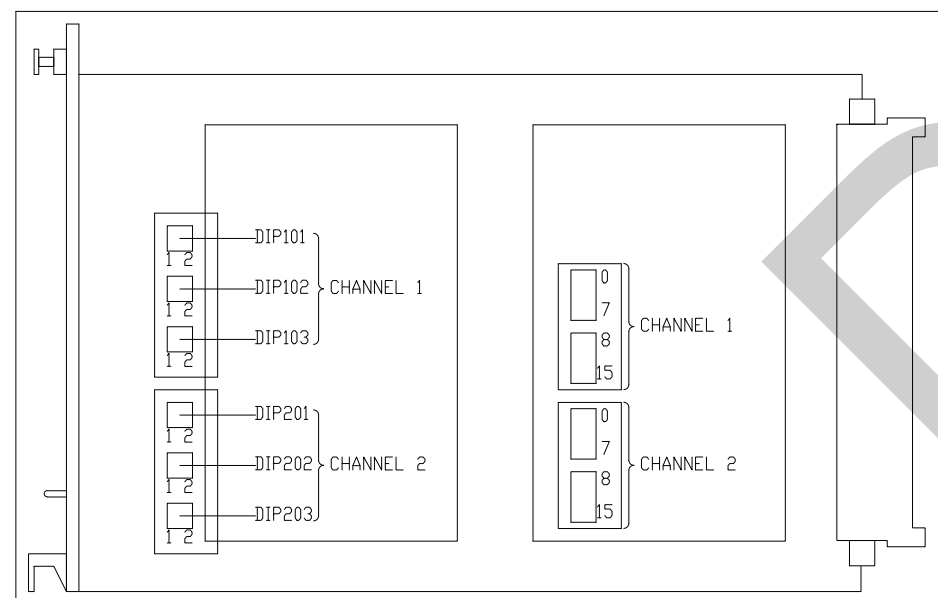 DIP101
1 2
DIP102
CHANNEL 1
1 2
DIP103
1 2
DIP201
1 2
DIP202
CHANNEL 2
1 2
DIP203
1 2
0
7
CHANNEL 1
8
15
0
7
CHANNEL 2
8
15